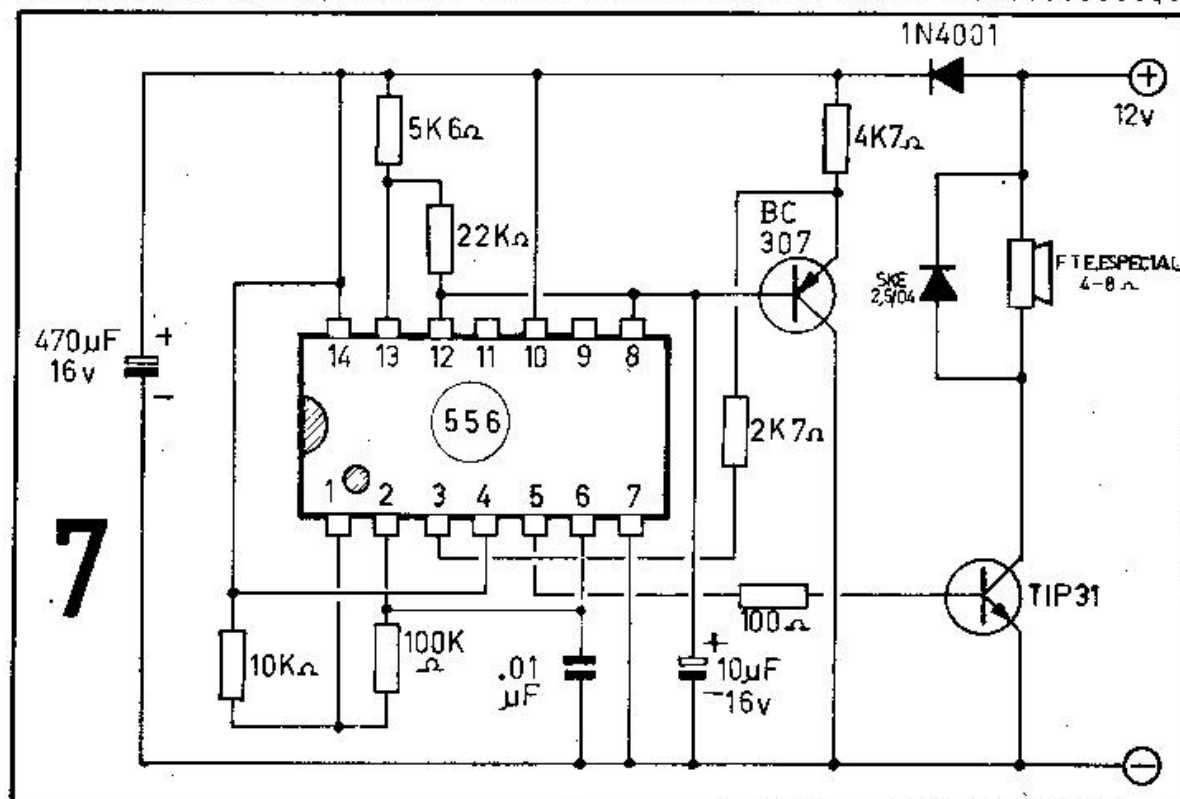 1N4001
12v
5K6Ω
4K7Ω
BC
307
22KΩ
SKE
2,5/04
FTE.ESPECIAL
4-8Ω
470µF
16v
+
-
14 13 12 11 10 9 8
556
2K7Ω
1 2 3 4 5 6 7
7
TIP31
100Ω
10KΩ
100K
Ω
.01
µF
+
10µF
-
16v